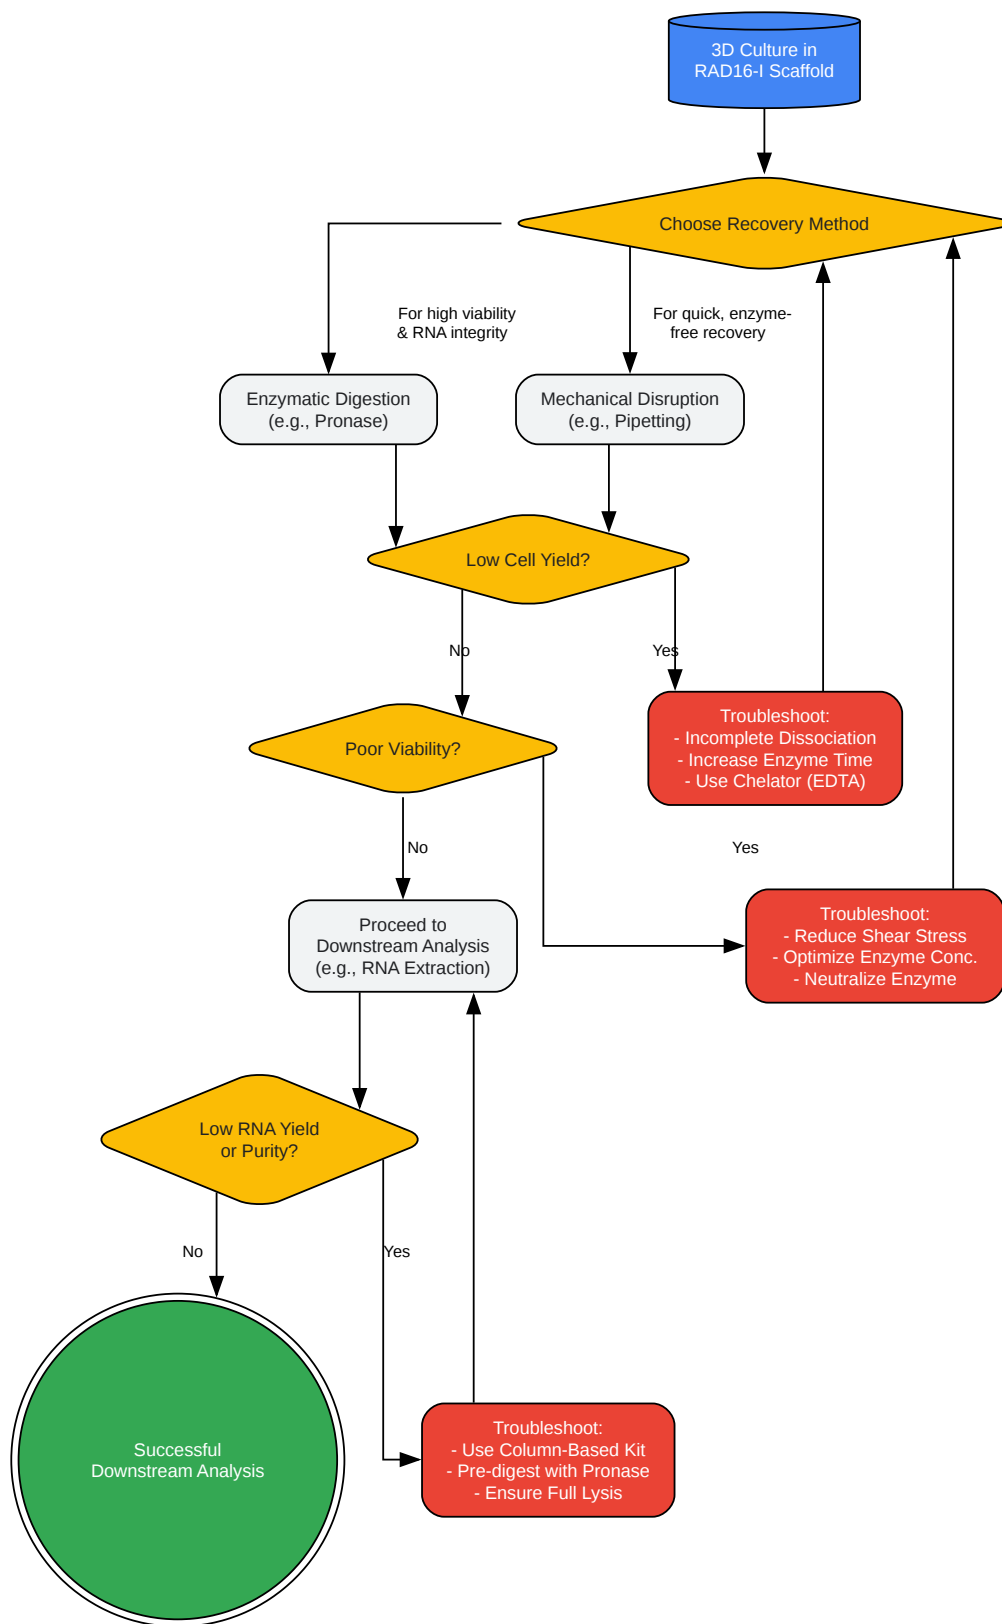 3D Culture in
RAD16-I Scaffold
Choose Recovery Method
For high viability
& RNA integrity
For quick, enzyme-
free recovery
Enzymatic Digestion
(e.g., Pronase)
Mechanical Disruption
(e.g., Pipetting)
Low Cell Yield?
No
Yes
Troubleshoot:
- Incomplete Dissociation
- Increase Enzyme Time
- Use Chelator (EDTA)
Poor Viability?
No
Yes
Troubleshoot:
- Reduce Shear Stress
- Optimize Enzyme Conc.
- Neutralize Enzyme
Proceed to
Downstream Analysis
(e.g., RNA Extraction)
Low RNA Yield
or Purity?
No
Yes
Successful
Downstream Analysis
Troubleshoot:
- Use Column-Based Kit
- Pre-digest with Pronase
- Ensure Full Lysis